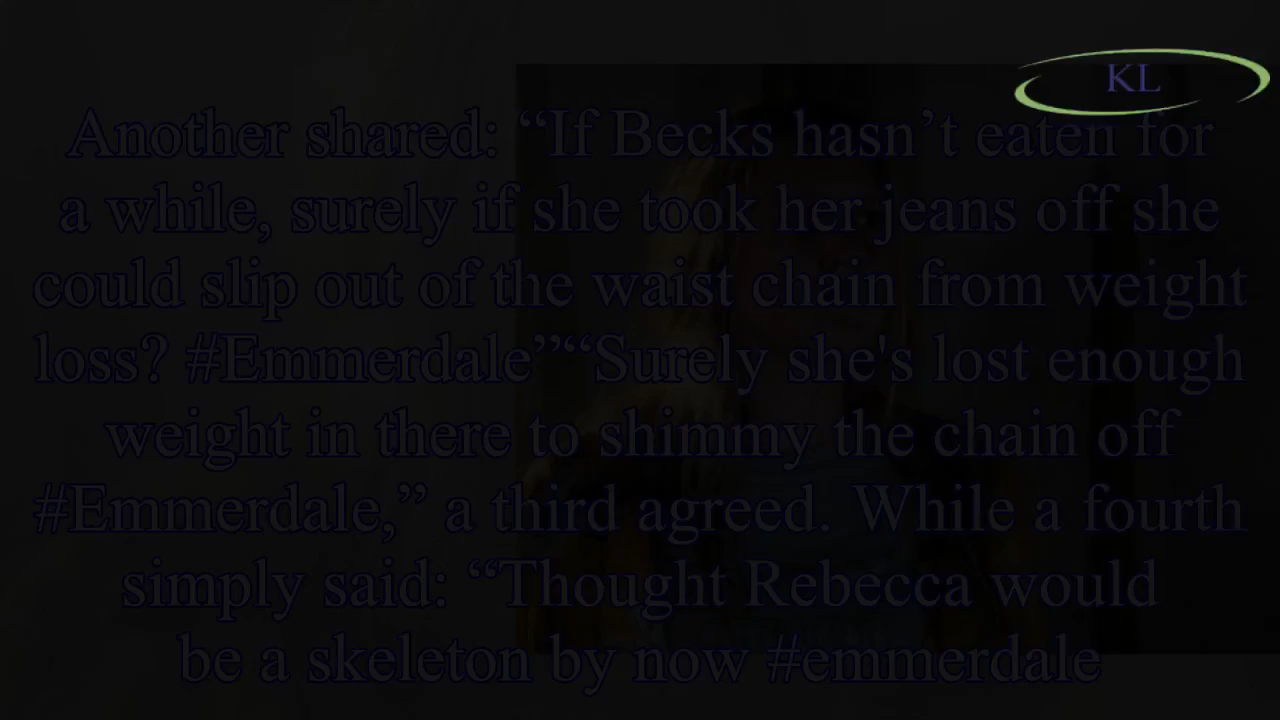 KL
Another shared: “If Becks hasn’t eaten for
a while, surely if she took her jeans off she
could slip out of the waist chain from weight
loss? #Emmerdale”“Surely she's lost enough
weight in there to shimmy the chain off
#Emmerdale,” a third agreed. While a fourth
simply said: “Thought Rebecca would
be a skeleton by now #emmerdale